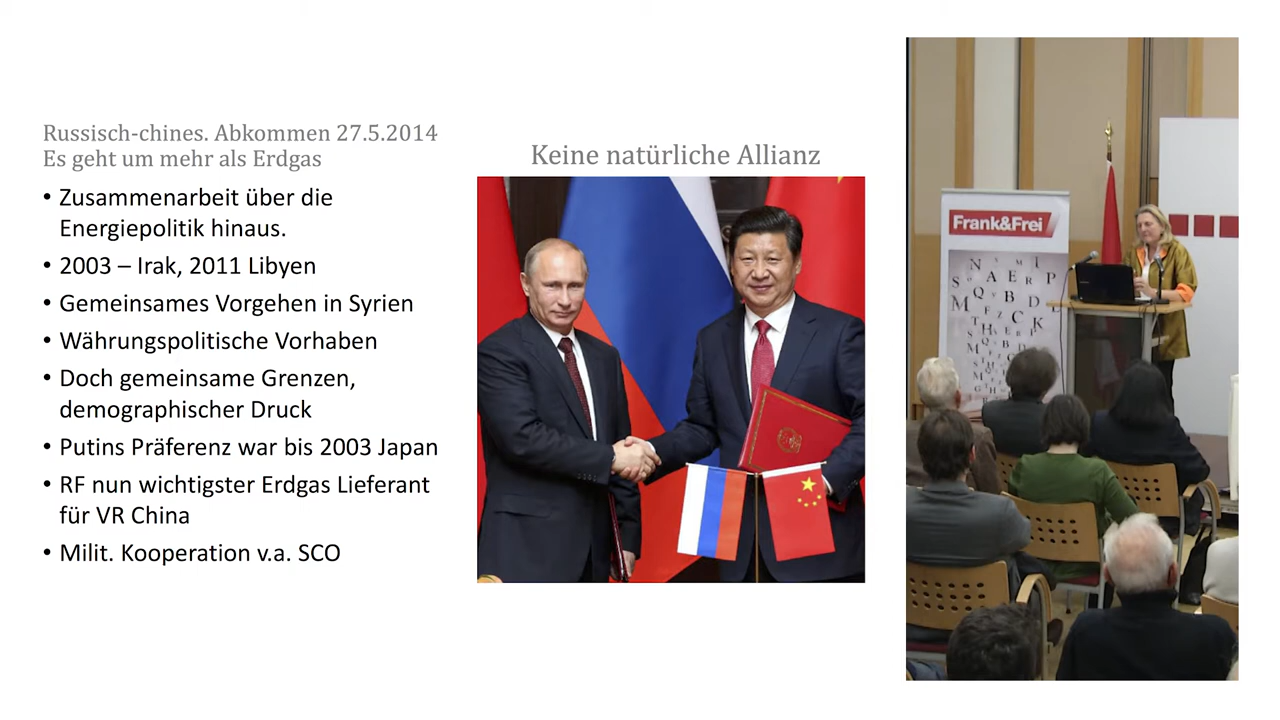 Russisch-chines. Abkommen 27.5.2014
Es geht um mehr als Erdgas
• Zusammenarbeit über die
Energiepolitik hinaus.
• 2003 – Irak, 2011 Libyen
• Gemeinsames Vorgehen in Syrien
• Währungspolitische Vorhaben
• Doch gemeinsame Grenzen,
demographischer Druck
• Putins Präferenz war bis 2003 Japan
• RF nun wichtigster Erdgas Lieferant
für VR China
• Milit. Kooperation v.a. SCO
Keine natürliche Allianz
Frank&Frei